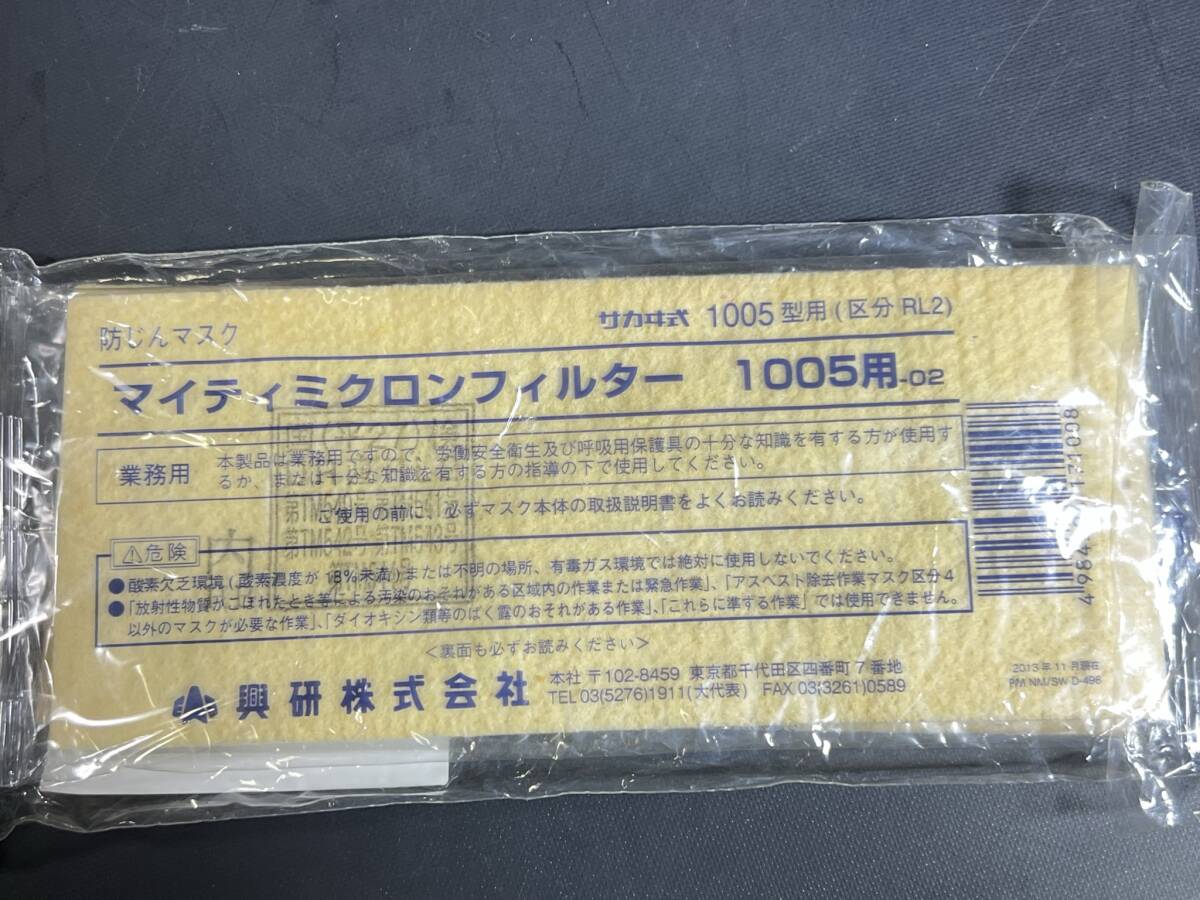 防じんマスク
サカヰ式 1005型用(区分 RL2)
マイティミクロンフィルター 1005用-02
業務用
本製品は業務用ですので、労働安全衛生及び呼吸用保護具の十分な知識を有する方が使用す
るか、または十分な知識を有する方の指導の下で使用してください。
ご使用の前に、必ずマスク本体の取扱説明書をよくお読みください。
⚠危険
●酸素欠乏環境(酸素濃度が18%未満)または不明の場所、有毒ガス環境では絶対に使用しないでください。
●「放射性物質がこぼれたとき等による汚染のおそれがある区域内の作業または緊急作業」、「アスベスト除去作業マスク区分4
以外のマスクが必要な作業」、「ダイオキシン類等のばく露のおそれがある作業」、「これらに準ずる作業」では使用できません。
<裏面も必ずお読みください>
興研株式会社
本社 〒102-8459 東京都千代田区四番町7番地
TEL 03(5276)1911(大代表) FAX 03(3261)0589
2013年11月現在
PM NM/SW D-496